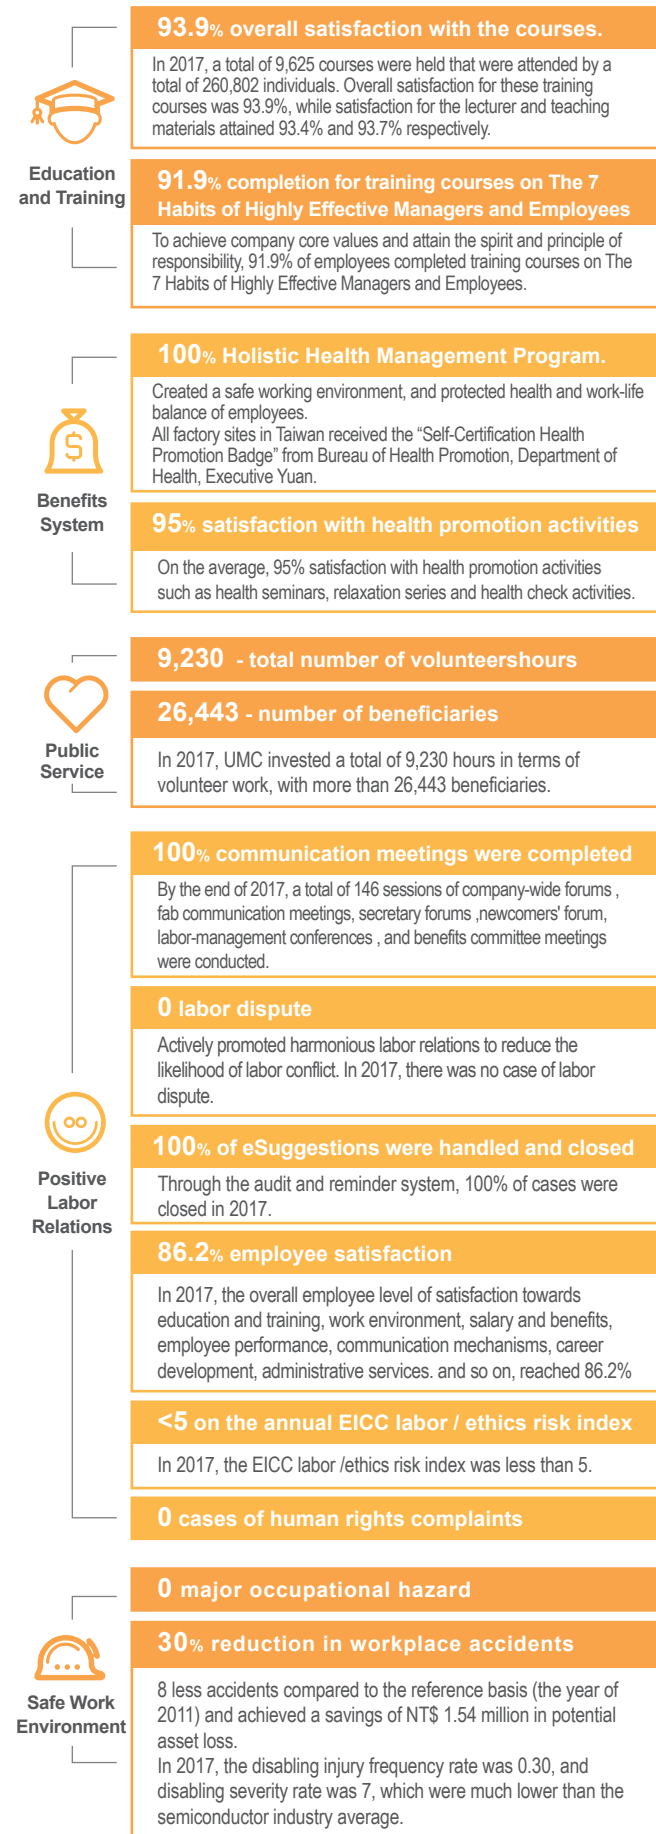 93.9% overall satisfaction with the courses.
In 2017, a total of 9,625 courses were held that were attended by a
total of 260,802 individuals. Overall satisfaction for these training
courses was 93.9%, while satisfaction for the lecturer and teaching
materials attained 93.4% and 93.7% respectively.
Education
and Training
91.9% completion for training courses on The 7
Habits of Highly Effective Managers and Employees
To achieve company core values and attain the spirit and principle of
responsibility, 91.9% of employees completed training courses on The
7 Habits of Highly Effective Managers and Employees.
100% Holistic Health Management Program.
Created a safe working environment, and protected health and work-life
balance of employees.
All factory sites in Taiwan received the “Self-Certification Health
Promotion Badge” from Bureau of Health Promotion, Department of
Health, Executive Yuan.
$
Benefits
System
95% satisfaction with health promotion activities
On the average, 95% satisfaction with health promotion activities
such as health seminars, relaxation series and health check activities.
9,230 - total number of volunteershours
26,443 - number of beneficiaries
Public
Service
In 2017, UMC invested a total of 9,230 hours in terms of
volunteer work, with more than 26,443 beneficiaries.
100% communication meetings were completed
By the end of 2017, a total of 146 sessions of company-wide forums ,
fab communication meetings, secretary forums ,newcomers' forum,
labor-management conferences , and benefits committee meetings
were conducted.
0 labor dispute
Actively promoted harmonious labor relations to reduce the
likelihood of labor conflict. In 2017, there was no case of labor
dispute.
100% of eSuggestions were handled and closed
Positive
Labor
Relations
Through the audit and reminder system, 100% of cases were
closed in 2017.
86.2% employee satisfaction
In 2017, the overall employee level of satisfaction towards
education and training, work environment, salary and benefits,
employee performance, communication mechanisms, career
development, administrative services. and so on, reached 86.2%
<5 on the annual EICC labor / ethics risk index
In 2017, the EICC labor /ethics risk index was less than 5.
0 cases of human rights complaints
0 major occupational hazard
30% reduction in workplace accidents
Safe Work
Environment
8 less accidents compared to the reference basis (the year of
2011) and achieved a savings of NT$ 1.54 million in potential
asset loss.
In 2017, the disabling injury frequency rate was 0.30, and
disabling severity rate was 7, which were much lower than the
semiconductor industry average.